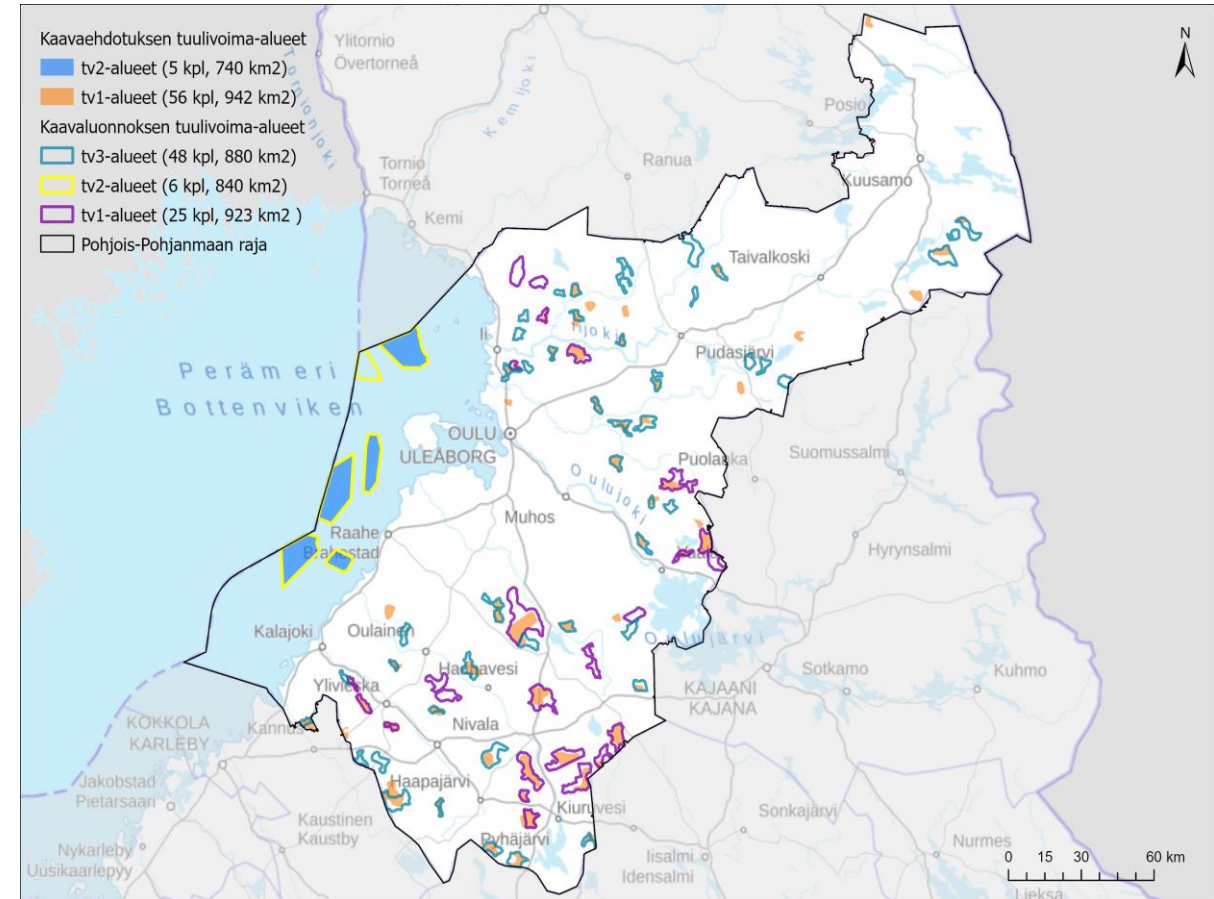 Kaavaehdotuksen tuulivoima-alueet
tv2-alueet (5 kpl, 740 km2)
tv1-alueet (56 kpl, 942 km2)
Kaavaluonnoksen tuulivoima-alueet
tv3-alueet (48 kpl, 880 km2)
tv2-alueet (6 kpl, 840 km2)
tv1-alueet (25 kpl, 923 km2 )
Pohjois-Pohjanmaan raja
N
Ylitornio
Övertorneå
Tornionjoki
Kemijoki
Posio
Tornio
Torneå
Ranua
Kemi
Kuusamo
Taivalkoski
Ii
Iijoki
Pudasjärvi
Perämeri
Bottenviken
OULU
ULEÅBORG
Puolanka
Suomussalmi
Oulujoki
Muhos
Raahe
Brahestad
Hyrynsalmi
Kalajoki
Oulainen
Oulujärvi
Haapavesi
Sotkamo
Kuhmo
Ylivieska
KAJAANI
KAJANA
KOKKOLA
KARLEBY
Kannus
Nivala
Jakobstad
Pietarsaari
Haapajärvi
Kaustinen
Kaustby
Kiuruvesi
Sonkajärvi
Nykarleby
Uusikaarlepyy
Pyhäjärvi
Iisalmi
Idensalmi
Nurmes
Lieksa
0 15 30 60 km